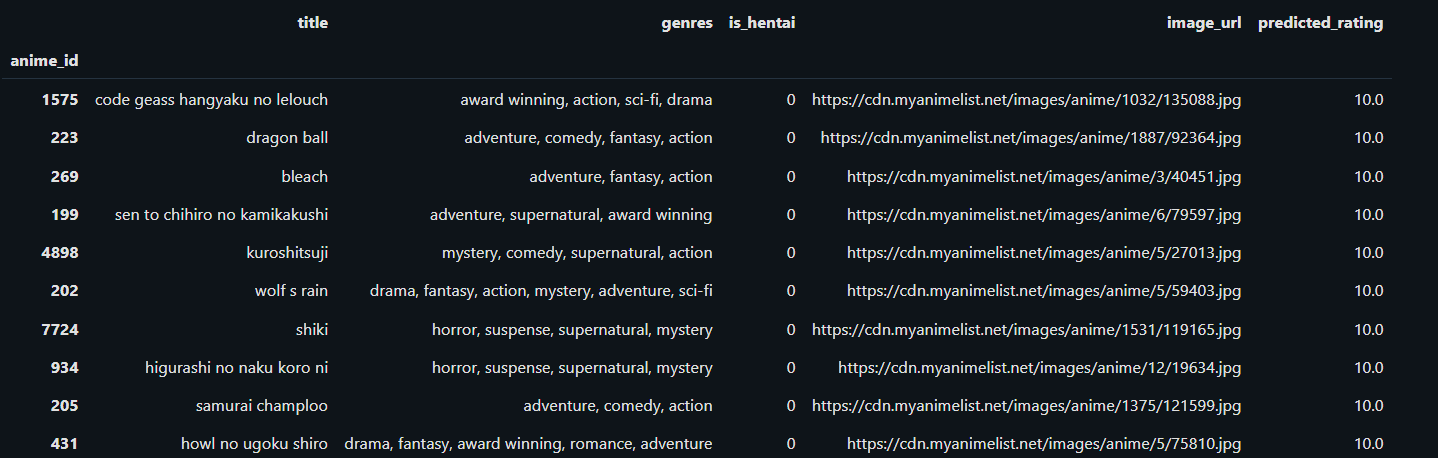 title genres is_hentai image_url predicted_rating
anime_id
1575 code geass hangyaku no lelouch award winning, action, sci-fi, drama 0 https://cdn.myanimelist.net/images/anime/1032/135088.jpg 10.0
223 dragon ball adventure, comedy, fantasy, action 0 https://cdn.myanimelist.net/images/anime/1887/92364.jpg 10.0
269 bleach adventure, fantasy, action 0 https://cdn.myanimelist.net/images/anime/3/40451.jpg 10.0
199 sen to chihiro no kamikakushi adventure, supernatural, award winning 0 https://cdn.myanimelist.net/images/anime/6/79597.jpg 10.0
4898 kuroshitsuji mystery, comedy, supernatural, action 0 https://cdn.myanimelist.net/images/anime/5/27013.jpg 10.0
202 wolf s rain drama, fantasy, action, mystery, adventure, sci-fi 0 https://cdn.myanimelist.net/images/anime/5/59403.jpg 10.0
7724 shiki horror, suspense, supernatural, mystery 0 https://cdn.myanimelist.net/images/anime/1531/119165.jpg 10.0
934 higurashi no naku koro ni horror, suspense, supernatural, mystery 0 https://cdn.myanimelist.net/images/anime/12/19634.jpg 10.0
205 samurai champloo adventure, comedy, action 0 https://cdn.myanimelist.net/images/anime/1375/121599.jpg 10.0
431 howl no ugoku shiro drama, fantasy, award winning, romance, adventure 0 https://cdn.myanimelist.net/images/anime/5/75810.jpg 10.0